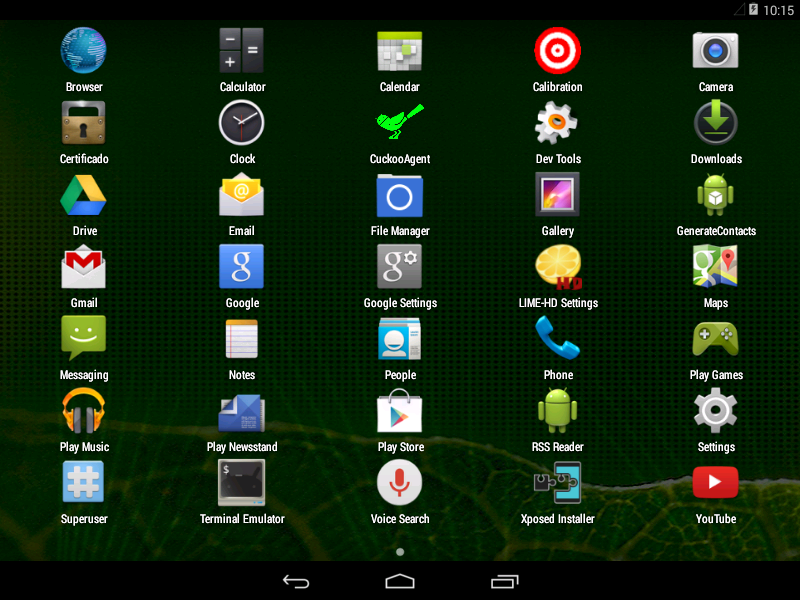 10:15
Browser
Calculator
Calendar
Calibration
Camera
Certificado
Clock
CuckooAgent
Dev Tools
Downloads
Drive
Email
File Manager
Gallery
GenerateContacts
Gmail
Google
Google Settings
LIME-HD Settings
Maps
Messaging
Notes
People
Phone
Play Games
Play Music
Play Newsstand
Play Store
RSS Reader
Settings
Superuser
Terminal Emulator
Voice Search
Xposed Installer
YouTube